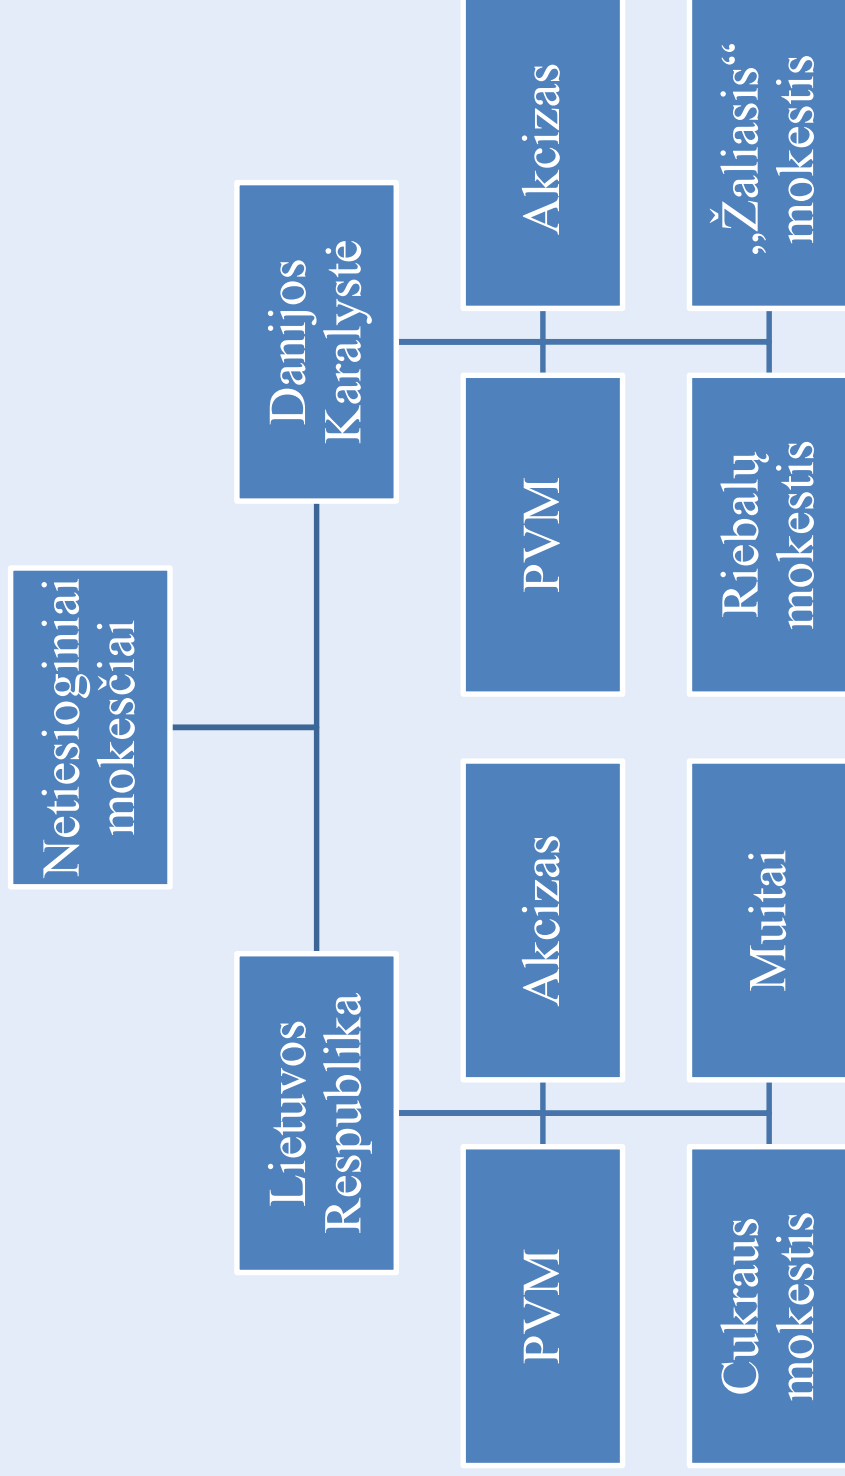 Netiesioginiai
mokesčiai
Lietuvos
Respublika
Danijos
Karalystė
PVM
Akcizas
PVM
Akcizas
Cukraus
mokestis
Muitai
Riebalų
mokestis
„Žaliasis“
mokestis